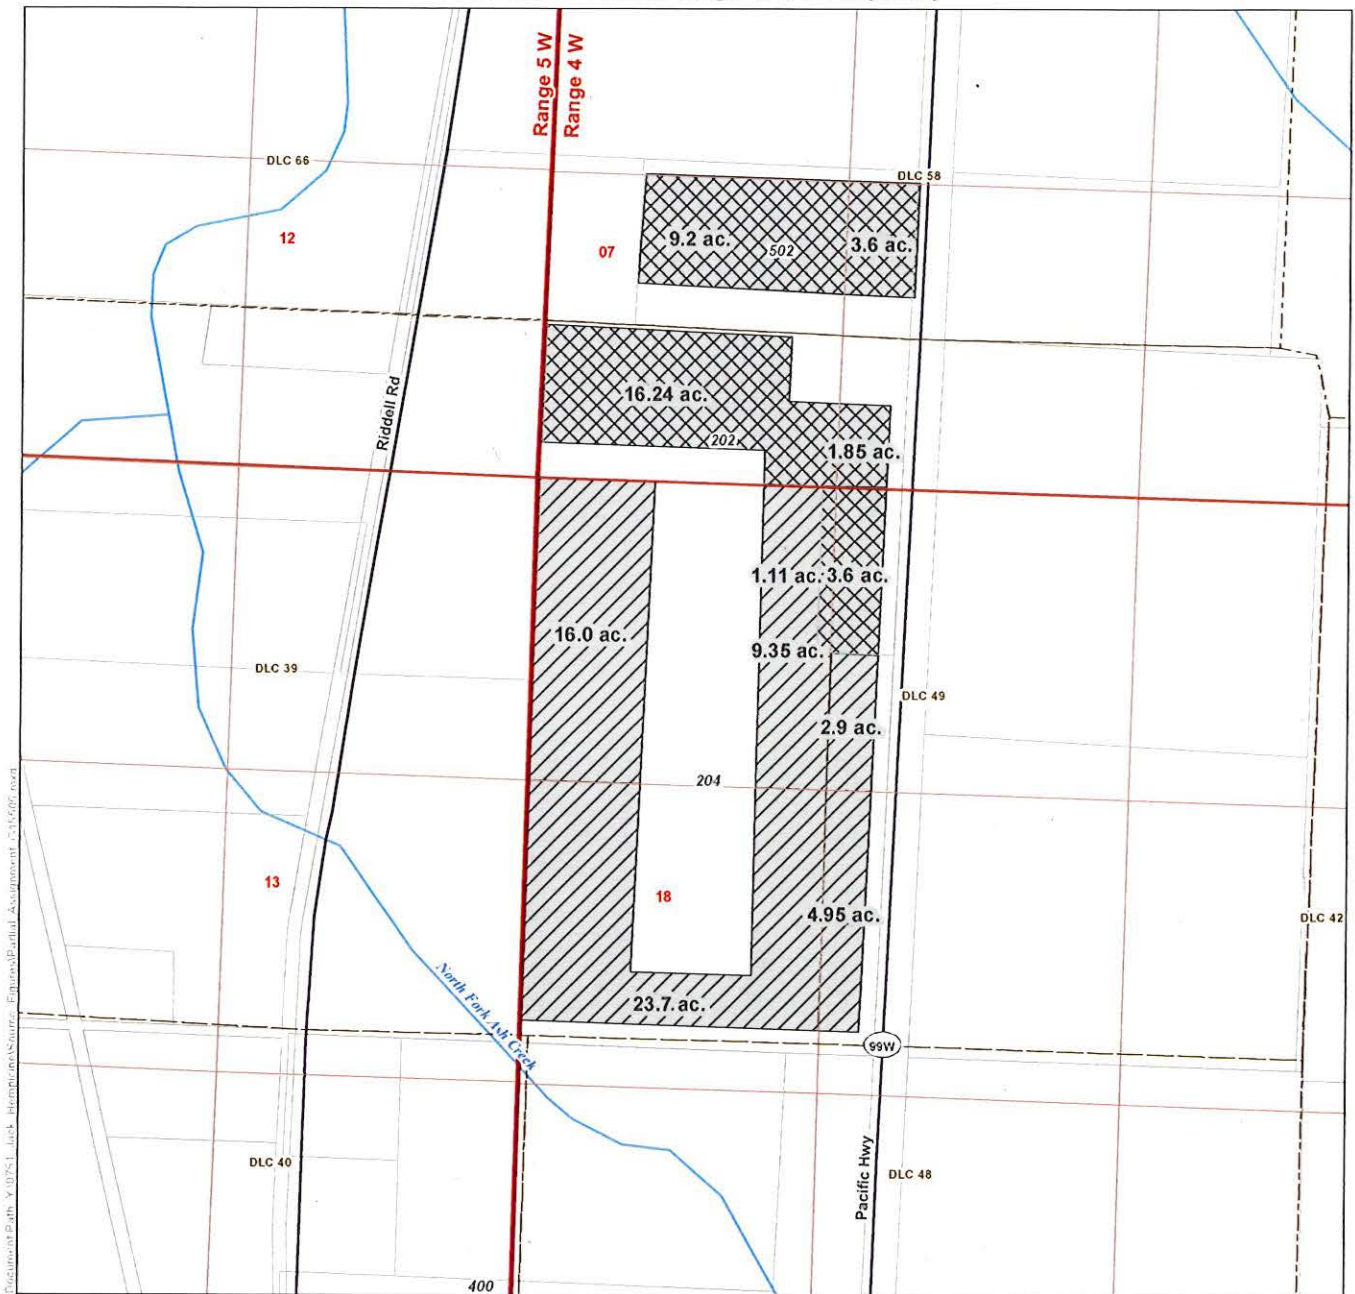 Range 5 W
Range 4 W
DLC 66
DLC 58
12
07
9.2 ac.
502
3.6 ac.
16.24 ac.
Riddell Rd
202
1.85 ac.
1.11 ac.
3.6 ac.
16.0 ac.
9.35 ac.
DLC 39
DLC 49
2.9 ac.
204
13
18
4.95 ac.
DLC 42
North Fork Ash Creek
23.7 ac.
99W
DLC 40
Pacific Hwy
DLC 48
400